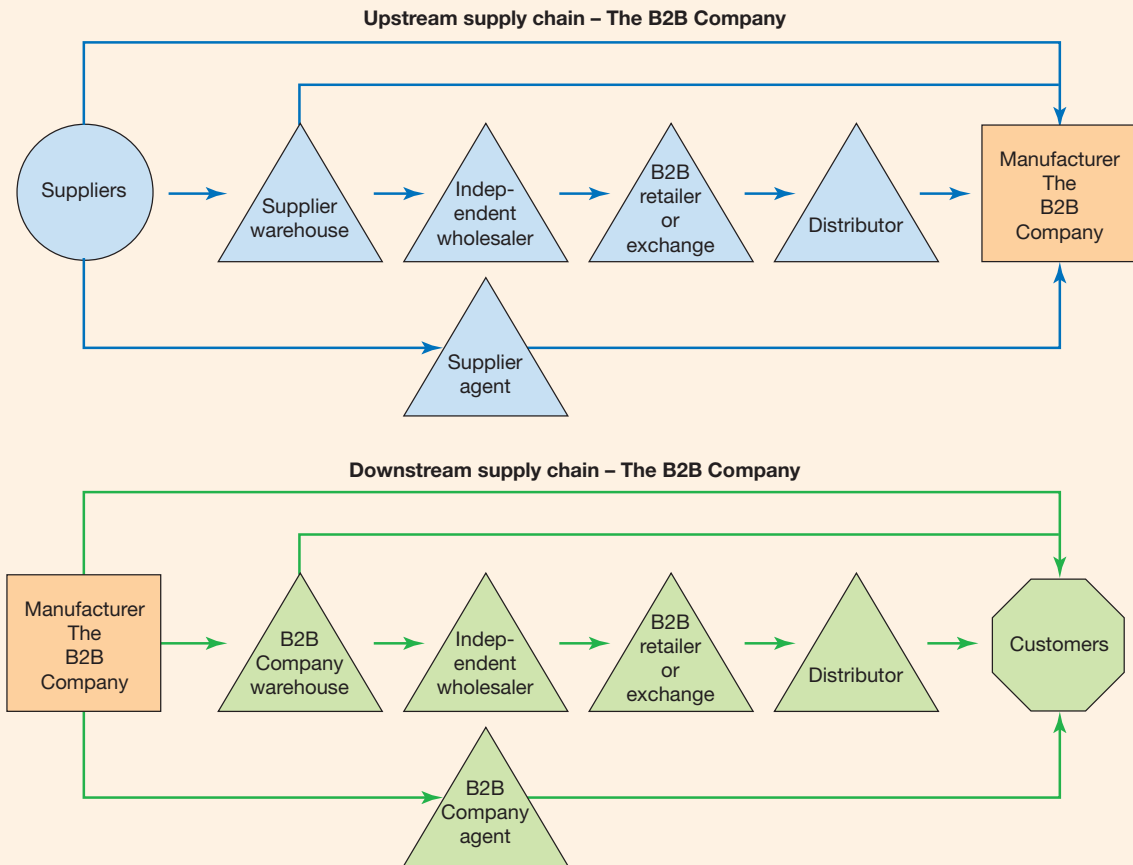 Upstream supply chain – The B2B Company
Suppliers
Supplier
warehouse
Indep-
endent
wholesaler
B2B
retailer
or
exchange
Distributor
Manufacturer
The
B2B
Company
Supplier
agent
Downstream supply chain – The B2B Company
Manufacturer
The
B2B
Company
B2B
Company
warehouse
Indep-
endent
wholesaler
B2B
retailer
or
exchange
Distributor
Customers
B2B
Company
agent